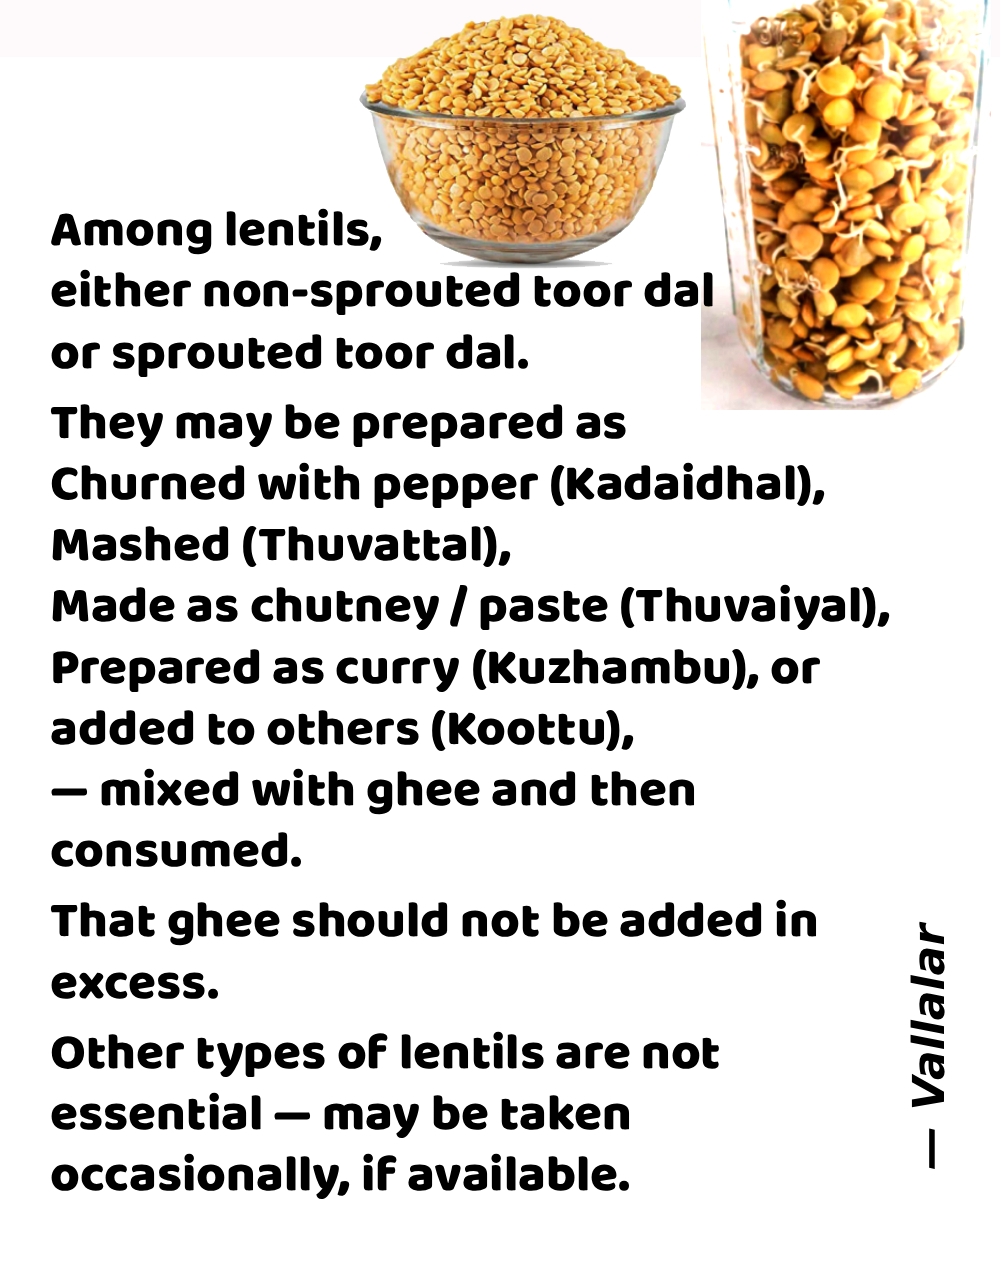 Among lentils,
either non-sprouted toor dal
or sprouted toor dal.
They may be prepared as
Churned with pepper (Kadaidhal),
Mashed (Thuvattal),
Made as chutney / paste (Thuvaiyal),
Prepared as curry (Kuzhambu), or
added to others (Koottu),
— mixed with ghee and then
consumed.
That ghee should not be added in
excess.
Other types of lentils are not
essential — may be taken
occasionally, if available.
— Vallalar
375